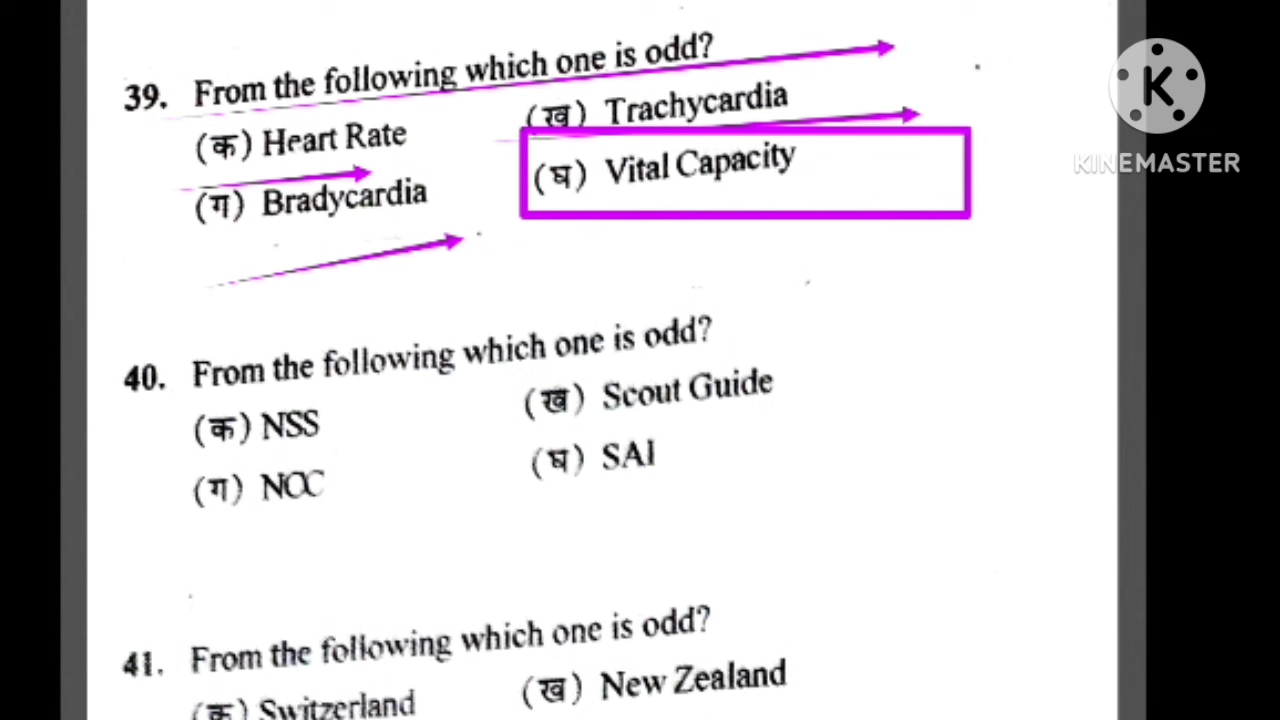 39. From the following which one is odd?
(क) Heart Rate (ख) Trachycardia
(ग) Bradycardia (घ) Vital Capacity
K
KINEMASTER
40. From the following which one is odd?
(क) NSS (ख) Scout Guide
(ग) NCC (घ) SAI
41. From the following which one is odd?
(क) Switzerland (ख) New Zealand